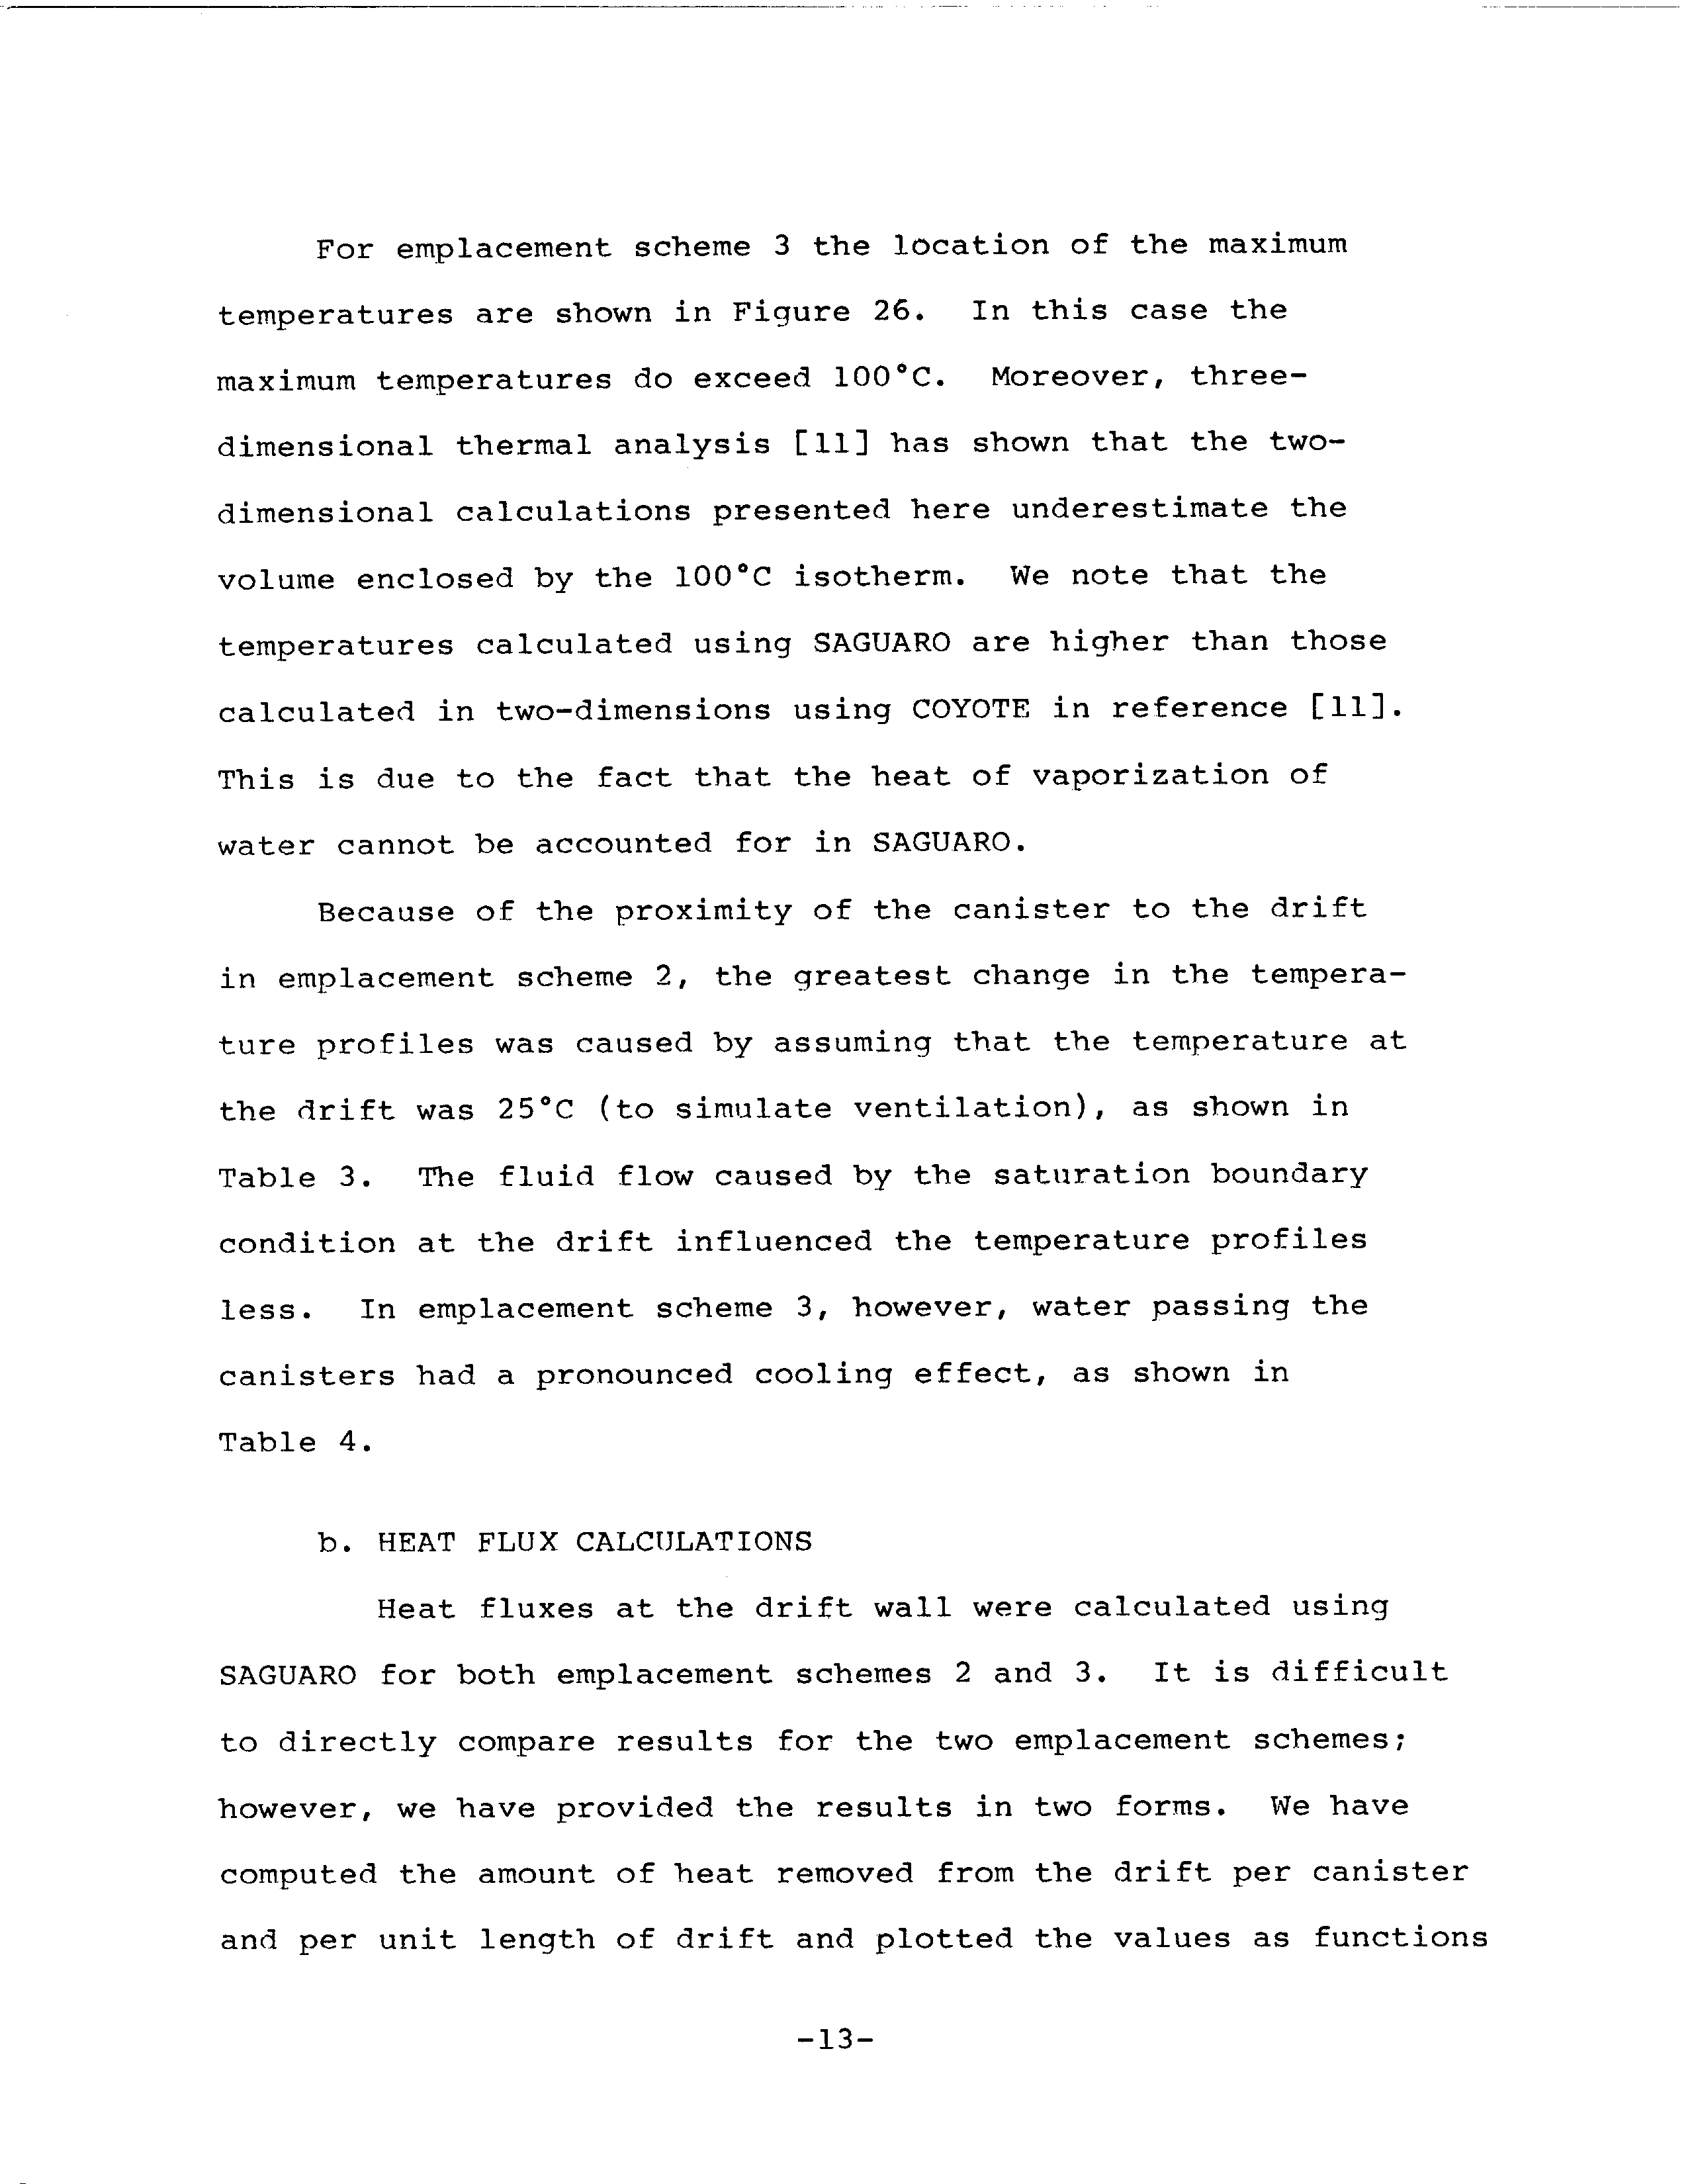 For emplacement scheme 3 the location of the maximum
temperatures are shown in Figure 26. In this case the
maximum temperatures do exceed 100°C. Moreover, three-
dimensional thermal analysis [11] has shown that the two-
dimensional calculations presented here underestimate the
volume enclosed by the 100°C isotherm. We note that the
temperatures calculated using SAGUARO are higher than those
calculated in two-dimensions using COYOTE in reference [11].
This is due to the fact that the heat of vaporization of
water cannot be accounted for in SAGUARO.
Because of the proximity of the canister to the drift
in emplacement scheme 2, the greatest change in the tempera-
ture profiles was caused by assuming that the temperature at
the drift was 25°C (to simulate ventilation), as shown in
Table 3. The fluid flow caused by the saturation boundary
condition at the drift influenced the temperature profiles
less. In emplacement scheme 3, however, water passing the
canisters had a pronounced cooling effect, as shown in
Table 4.
b. HEAT FLUX CALCULATIONS
Heat fluxes at the drift wall were calculated using
SAGUARO for both emplacement schemes 2 and 3. It is difficult
to directly compare results for the two emplacement schemes;
however, we have provided the results in two forms. We have
computed the amount of heat removed from the drift per canister
and per unit length of drift and plotted the values as functions
-13-